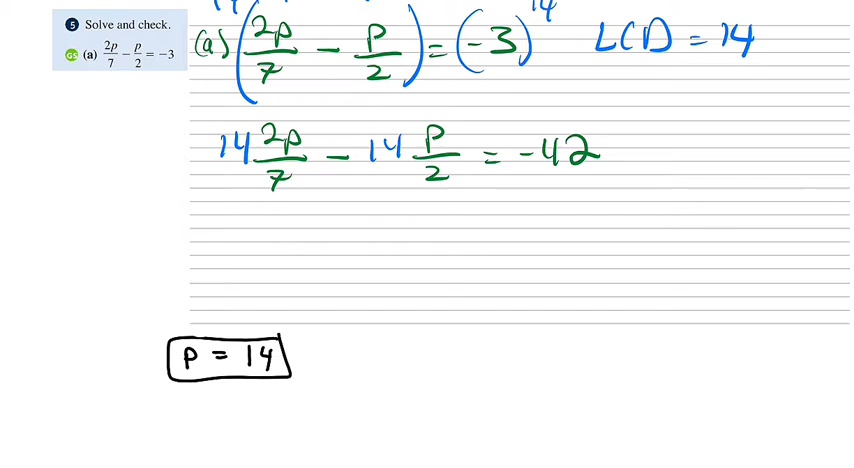 5 Solve and check.
GS (a) 2p/7 − p/2 = −3
(a) (2p/7 − p/2) = (−3) 14 LCD = 14
14 2p/7 − 14 p/2 = −42
p = 14